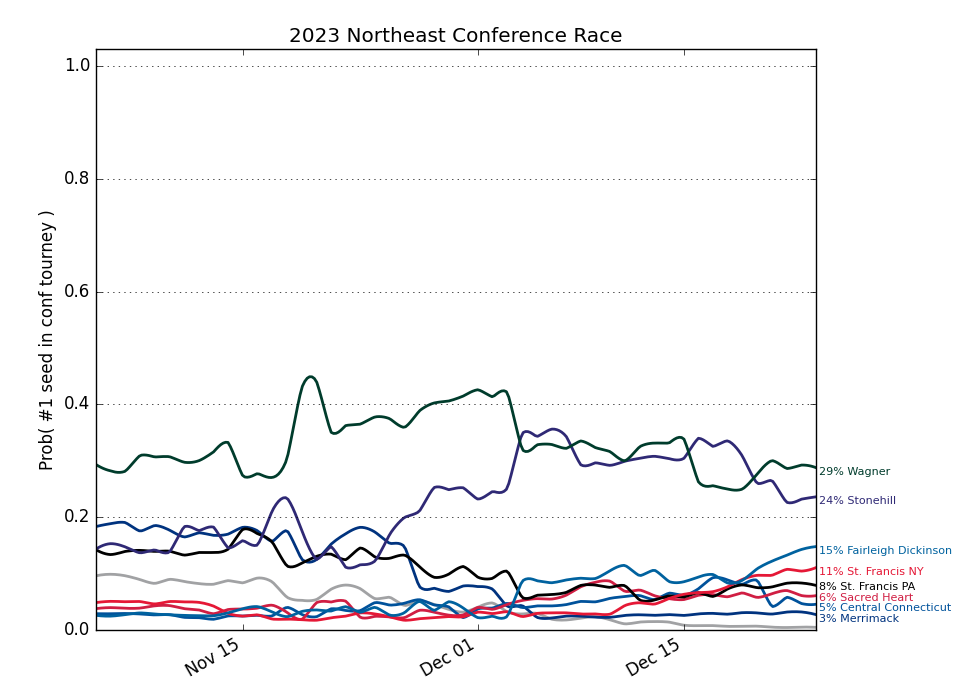 2023 Northeast Conference Race
1.0
0.8
0.6
0.4
0.2
0.0
Prob( #1 seed in conf tourney )
Nov 15
Dec 01
Dec 15
29% Wagner
24% Stonehill
15% Fairleigh Dickinson
11% St. Francis NY
8% St. Francis PA
6% Sacred Heart
5% Central Connecticut
3% Merrimack